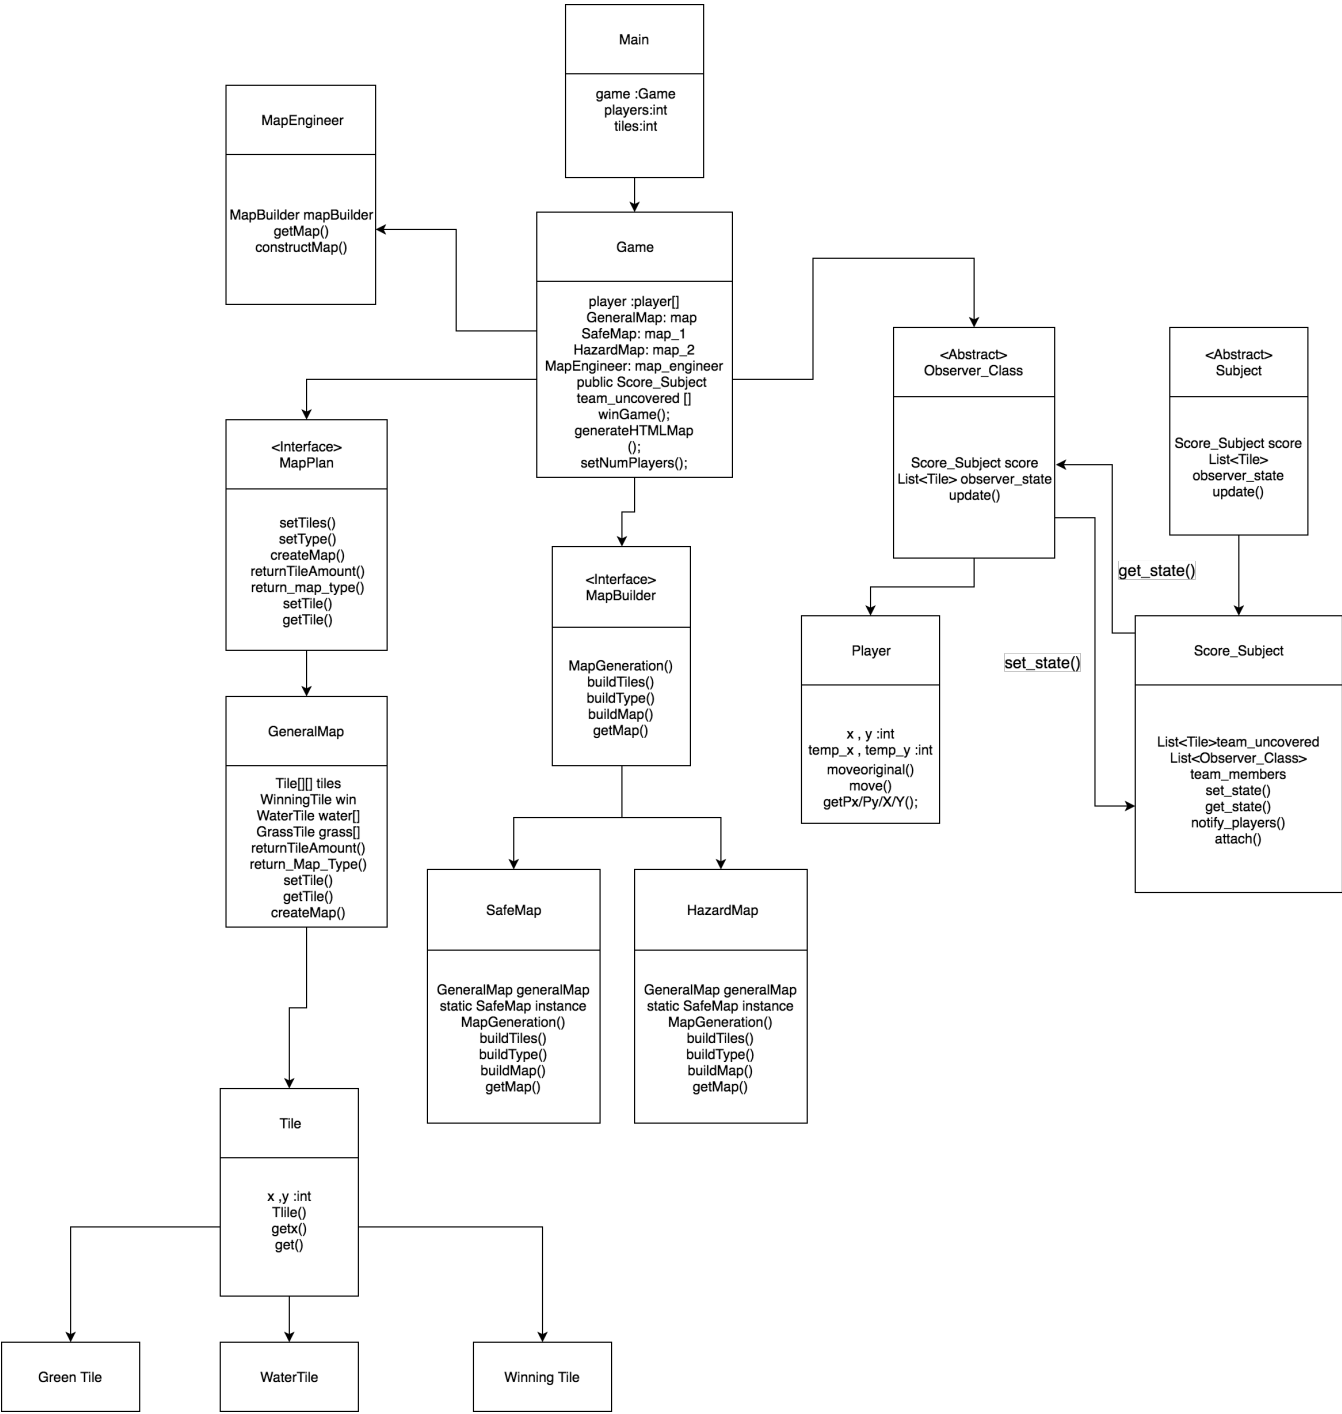 Main
game :Game
players:int
tiles:int
MapEngineer
MapBuilder mapBuilder
getMap()
constructMap()
Game
player :player[]
GeneralMap: map
SafeMap: map_1
HazardMap: map_2
MapEngineer: map_engineer
public Score_Subject
team_uncovered []
winGame();
generateHTMLMap
();
setNumPlayers();
<Abstract>
Observer_Class
Score_Subject score
List<Tile> observer_state
update()
<Abstract>
Subject
Score_Subject score
List<Tile>
observer_state
update()
<Interface>
MapPlan
setTiles()
setType()
createMap()
returnTileAmount()
return_map_type()
setTile()
getTile()
<Interface>
MapBuilder
MapGeneration()
buildTiles()
buildType()
buildMap()
getMap()
get_state()
set_state()
Player
x , y :int
temp_x , temp_y :int
moveoriginal()
move()
getPx/Py/X/Y();
Score_Subject
List<Tile>team_uncovered
List<Observer_Class>
team_members
set_state()
get_state()
notify_players()
attach()
GeneralMap
Tile[][] tiles
WinningTile win
WaterTile water[]
GrassTile grass[]
returnTileAmount()
return_Map_Type()
setTile()
getTile()
createMap()
SafeMap
GeneralMap generalMap
static SafeMap instance
MapGeneration()
buildTiles()
buildType()
buildMap()
getMap()
HazardMap
GeneralMap generalMap
static SafeMap instance
MapGeneration()
buildTiles()
buildType()
buildMap()
getMap()
Tile
x ,y :int
Tlile()
getx()
get()
Green Tile
WaterTile
Winning Tile